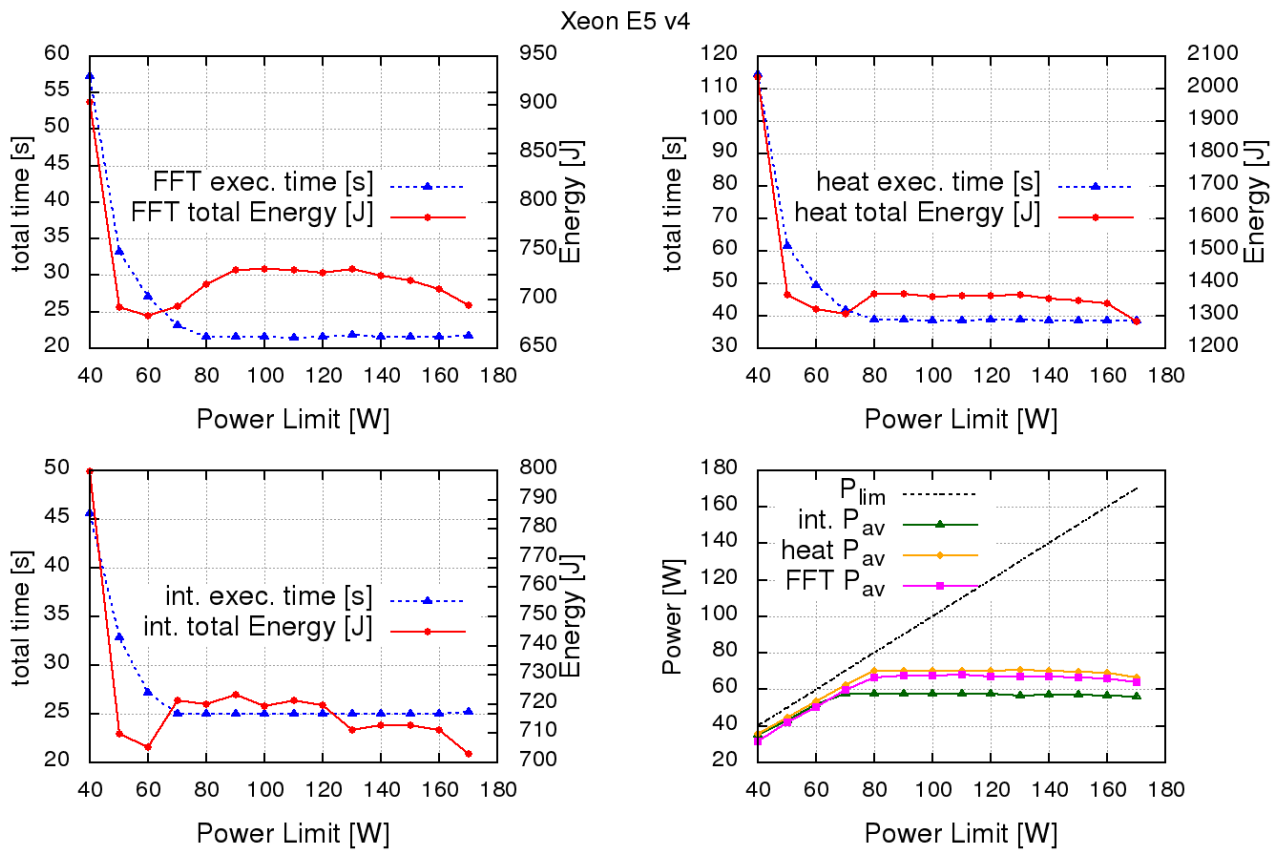 Xeon E5 v4
60
55
50
45
40
35
30
25
20
950
900
850
800
750
700
650
total time [s]
Energy [J]
FFT exec. time [s]
FFT total Energy [J]
40 60 80 100 120 140 160 180
Power Limit [W]
120
110
100
90
80
70
60
50
40
30
2100
2000
1900
1800
1700
1600
1500
1400
1300
1200
total time [s]
Energy [J]
heat exec. time [s]
heat total Energy [J]
40 60 80 100 120 140 160 180
Power Limit [W]
50
45
40
35
30
25
20
800
790
780
770
760
750
740
730
720
710
700
total time [s]
Energy [J]
int. exec. time [s]
int. total Energy [J]
40 60 80 100 120 140 160 180
Power Limit [W]
180
160
140
120
100
80
60
40
20
Power [W]
P_lim
int. P_av
heat P_av
FFT P_av
40 60 80 100 120 140 160 180
Power Limit [W]